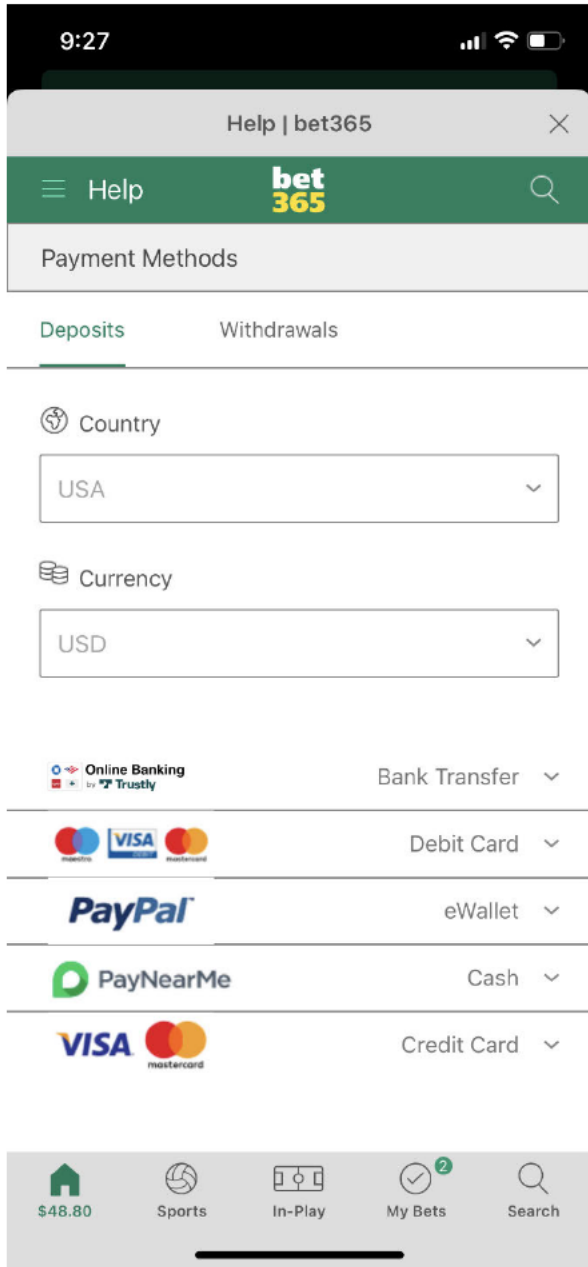 9:27
Help | bet365
Help
bet
365
Payment Methods
Deposits Withdrawals
Country
USA
Currency
USD
Online Banking
by Trustly
Bank Transfer
maestro VISA DEBIT mastercard Debit Card
PayPal eWallet
PayNearMe Cash
VISA mastercard Credit Card
2
$48.80 Sports In-Play My Bets Search